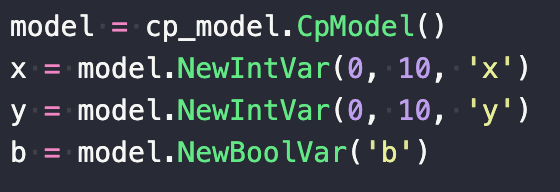 model = cp_model.CpModel()
x = model.NewIntVar(0, 10, 'x')
y = model.NewIntVar(0, 10, 'y')
b = model.NewBoolVar('b')